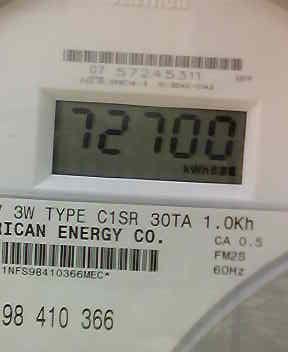 07 57245311
72700
kWh
3W TYPE C1SR 30TA 1.0Kh
RICAN ENERGY CO.
CA 0.5
FM2S
1NFS98410366MEC*
60Hz
98 410 366